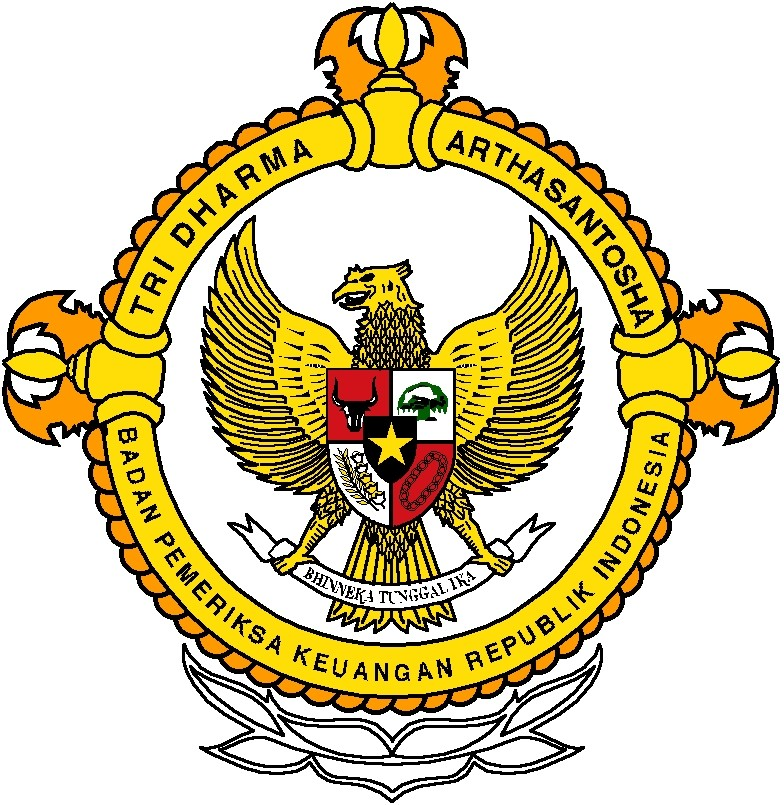 TRI DHARMA
ARTHASANTOSHA
BHINNEKA TUNGGAL IKA
BADAN PEMERIKSA KEUANGAN REPUBLIK INDONESIA